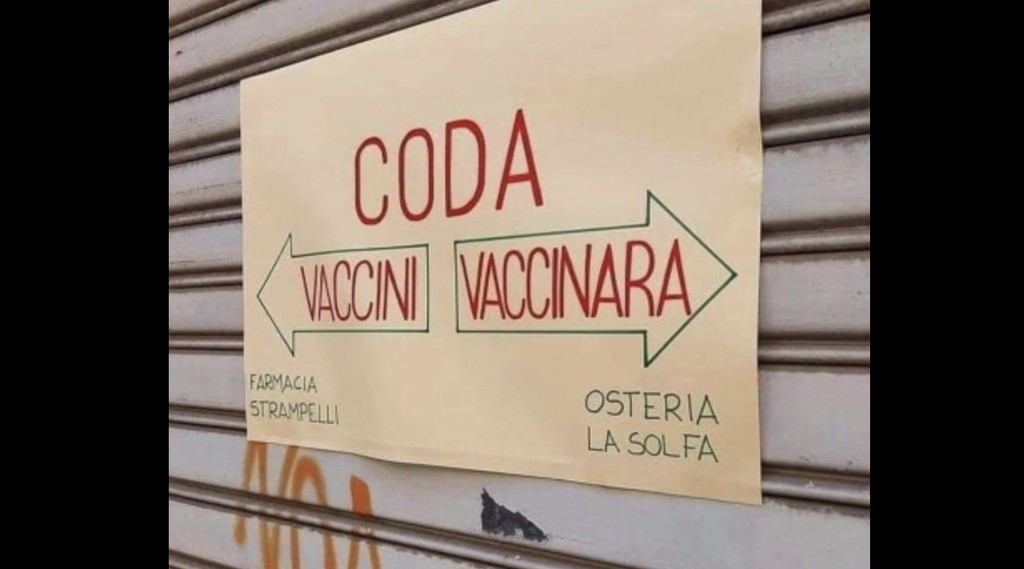 CODA
VACCINI
VACCINARA
FARMACIA
STRAMPELLI
OSTERIA
LA SOLFA